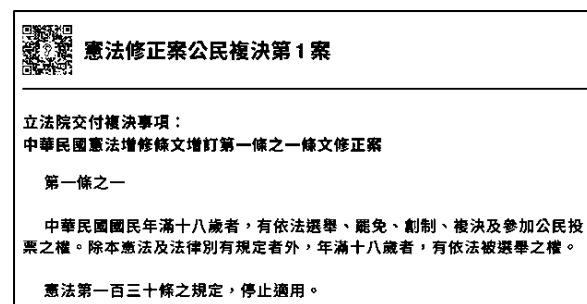 憲法修正案公民複決第1案
立法院交付複決事項：
中華民國憲法增修條文增訂第一條之一條文修正案
第一條之一
中華民國國民年滿十八歲者，有依法選舉、罷免、創制、複決及參加公民投
票之權。除本憲法及法律別有規定者外，年滿十八歲者，有依法被選舉之權。
憲法第一百三十條之規定，停止適用。